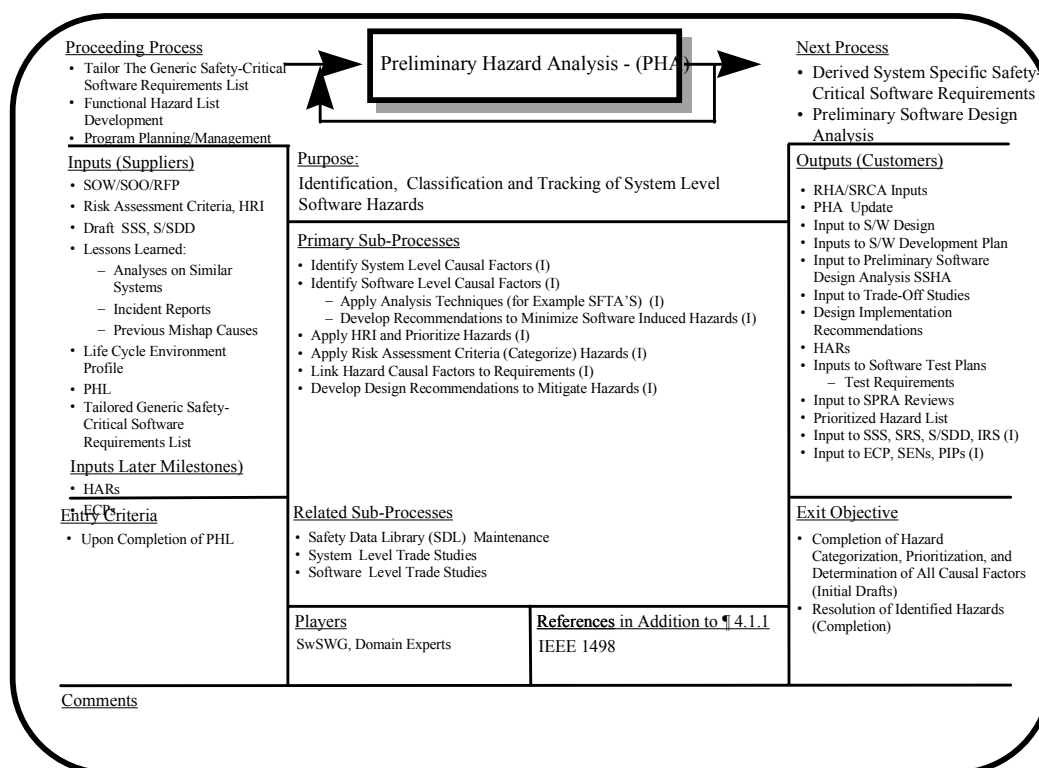 Proceeding Process
• Tailor The Generic Safety-Critical
Software Requirements List
• Functional Hazard List
Development
• Program Planning/Management
Preliminary Hazard Analysis - (PHA)
Next Process
• Derived System Specific Safety-
Critical Software Requirements
• Preliminary Software Design
Analysis
Inputs (Suppliers)
• SOW/SOO/RFP
• Risk Assessment Criteria, HRI
• Draft SSS, S/SDD
• Lessons Learned:
– Analyses on Similar
Systems
– Incident Reports
– Previous Mishap Causes
• Life Cycle Environment
Profile
• PHL
• Tailored Generic Safety-
Critical Software
Requirements List
Inputs Later Milestones)
• HARs
• ECPs
Entry Criteria
• Upon Completion of PHL
Purpose:
Identification, Classification and Tracking of System Level
Software Hazards
Primary Sub-Processes
• Identify System Level Causal Factors (I)
• Identify Software Level Causal Factors (I)
– Apply Analysis Techniques (for Example SFTA'S) (I)
– Develop Recommendations to Minimize Software Induced Hazards (I)
• Apply HRI and Prioritize Hazards (I)
• Apply Risk Assessment Criteria (Categorize) Hazards (I)
• Link Hazard Causal Factors to Requirements (I)
• Develop Design Recommendations to Mitigate Hazards (I)
Related Sub-Processes
• Safety Data Library (SDL) Maintenance
• System Level Trade Studies
• Software Level Trade Studies
Players
SwSWG, Domain Experts
References in Addition to ¶ 4.1.1
IEEE 1498
Outputs (Customers)
• RHA/SRCA Inputs
• PHA Update
• Input to S/W Design
• Inputs to S/W Development Plan
• Input to Preliminary Software
Design Analysis SSHA
• Input to Trade-Off Studies
• Design Implementation
Recommendations
• HARs
• Inputs to Software Test Plans
– Test Requirements
• Input to SPRA Reviews
• Prioritized Hazard List
• Input to SSS, SRS, S/SDD, IRS (I)
• Input to ECP, SENs, PIPs (I)
Exit Objective
• Completion of Hazard
Categorization, Prioritization, and
Determination of All Causal Factors
(Initial Drafts)
• Resolution of Identified Hazards
(Completion)
Comments